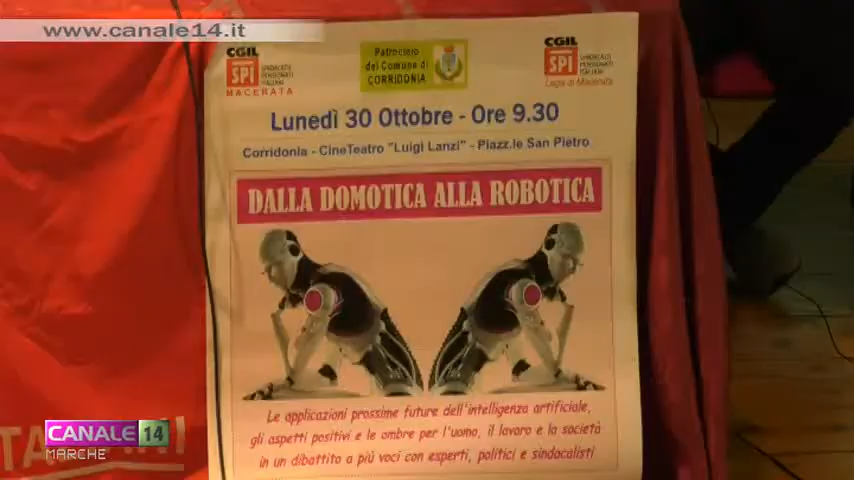 www.canale14.it
CGIL
SPI SINDACATO PENSIONATI ITALIANI
MACERATA
Patrocinio
del Comune di
CORRIDONIA
CGIL
SPI SINDACATO PENSIONATI ITALIANI
Lega di Macerata
Lunedì 30 Ottobre - Ore 9.30
Corridonia - CineTeatro "Luigi Lanzi" - Piazz.le San Pietro
DALLA DOMOTICA ALLA ROBOTICA
Le applicazioni prossime future dell'intelligenza artificiale,
gli aspetti positivi e le ombre per l'uomo, il lavoro e la società
in un dibattito a più voci con esperti, politici e sindacalisti
CANALE 14
MARCHE